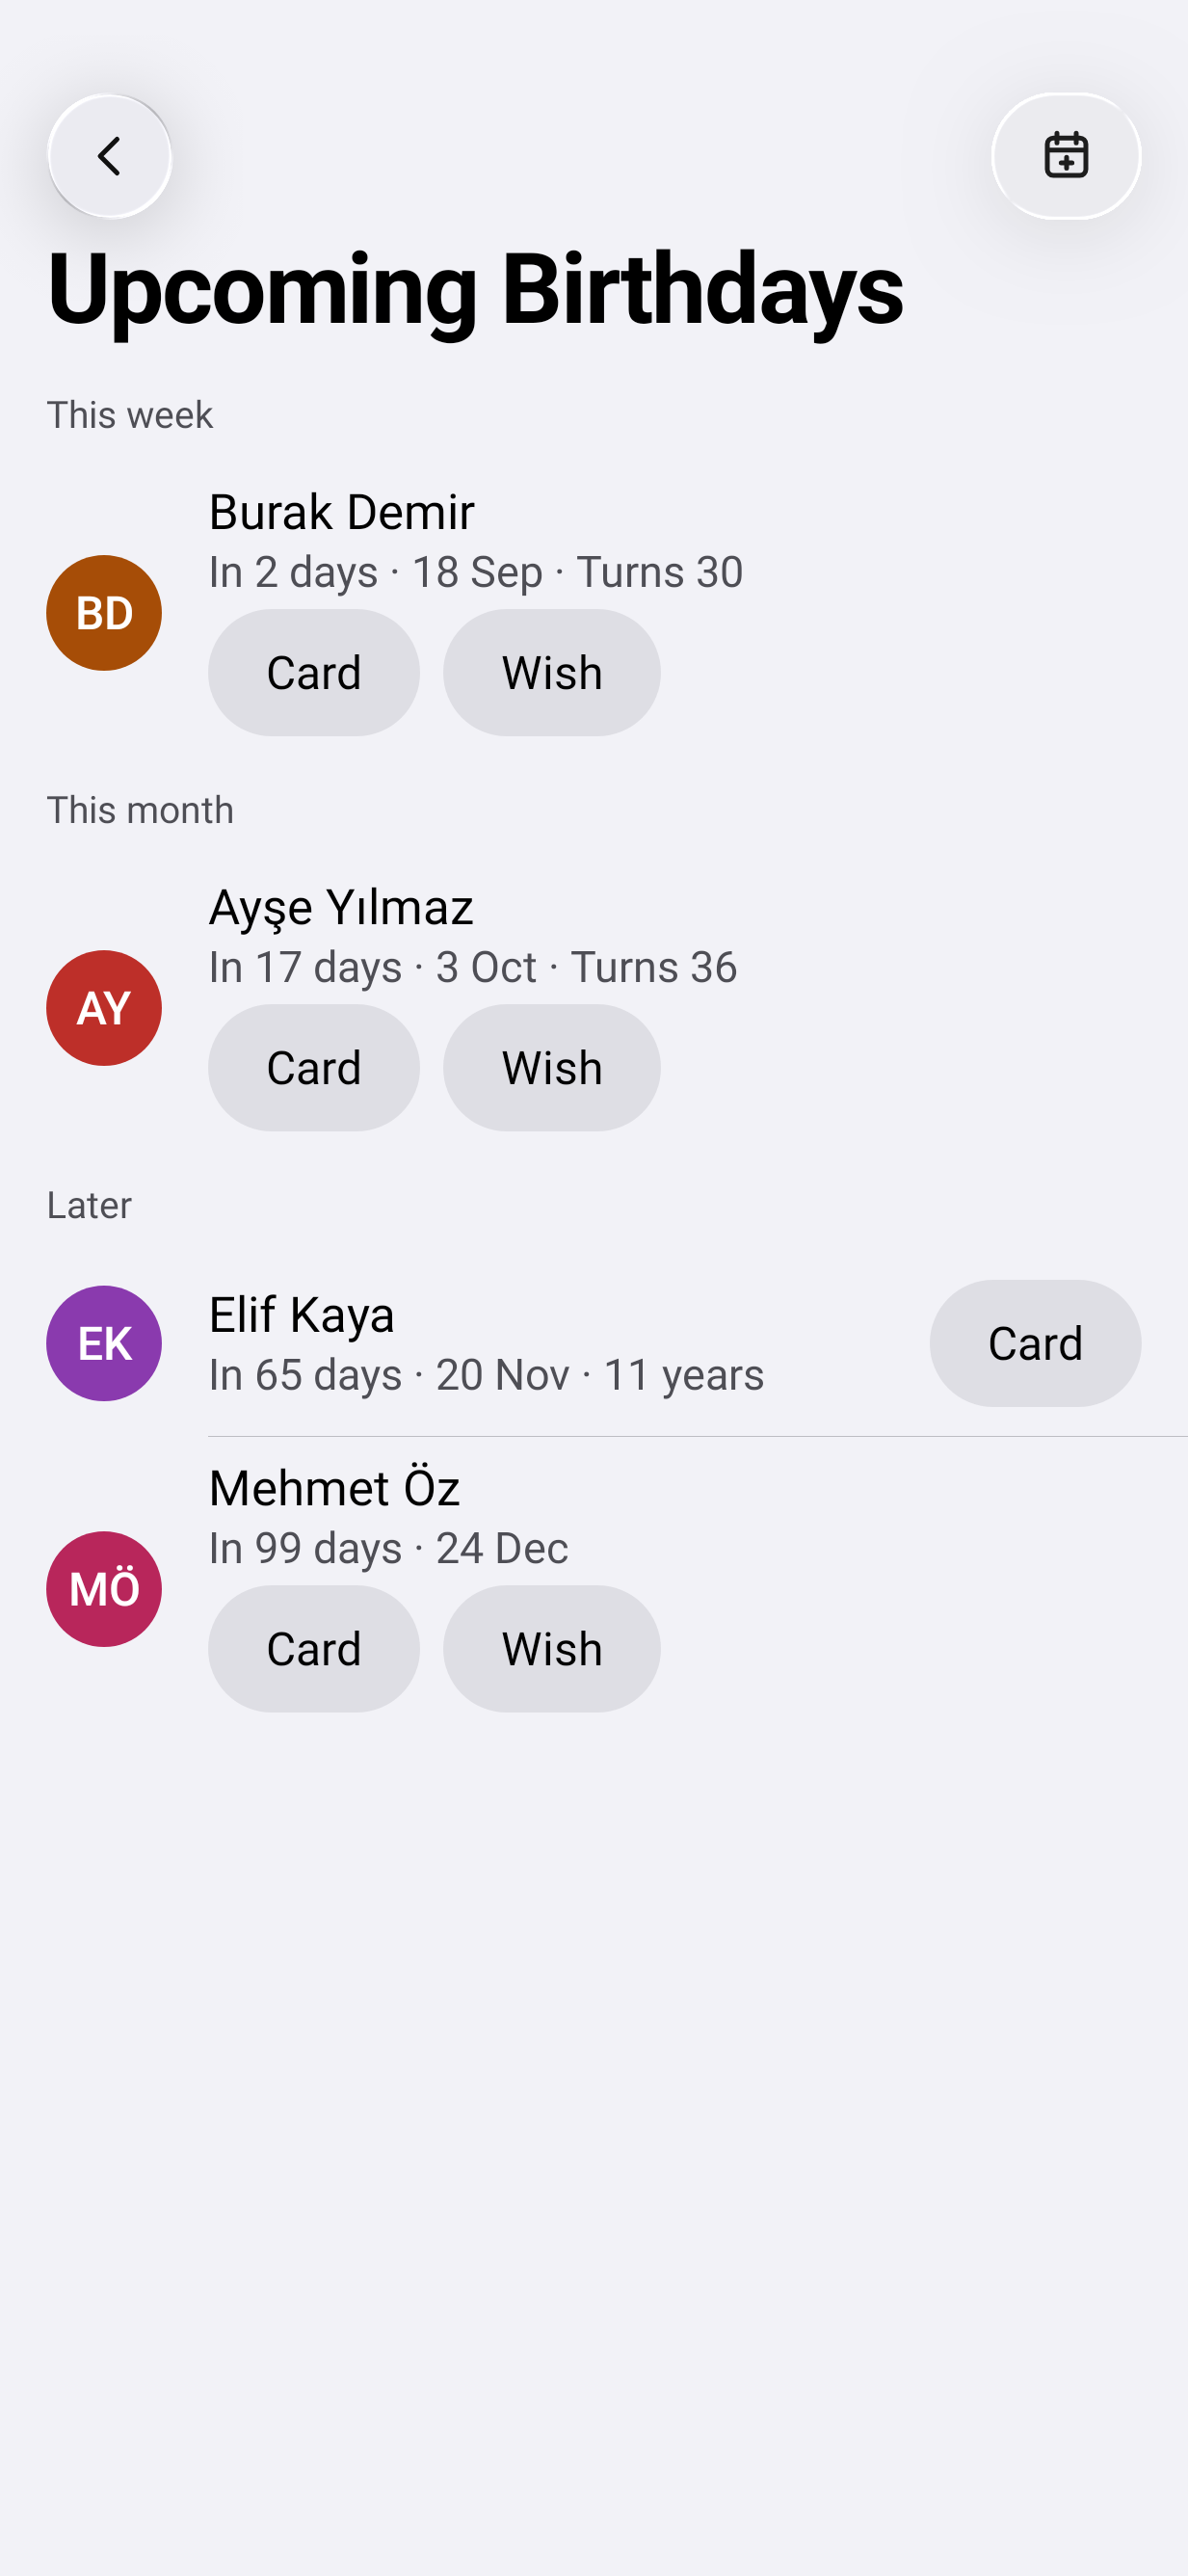 Upcoming Birthdays
This week
BD
Burak Demir
In 2 days · 18 Sep · Turns 30
Card Wish
This month
AY
Ayşe Yılmaz
In 17 days · 3 Oct · Turns 36
Card Wish
Later
EK
Elif Kaya
In 65 days · 20 Nov · 11 years
Card
MÖ
Mehmet Öz
In 99 days · 24 Dec
Card Wish